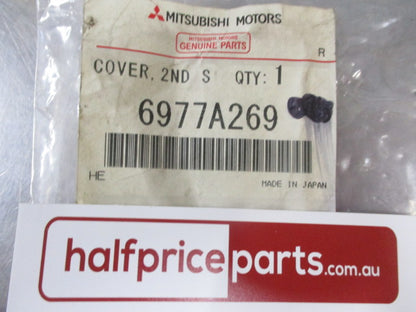 MITSUBISHI MOTORS
MITSUBISHI MOTORS
GENUINE PARTS
R
COVER, 2ND S QTY: 1
6977A269
HE
MADE IN JAPAN
halfpriceparts.com.au